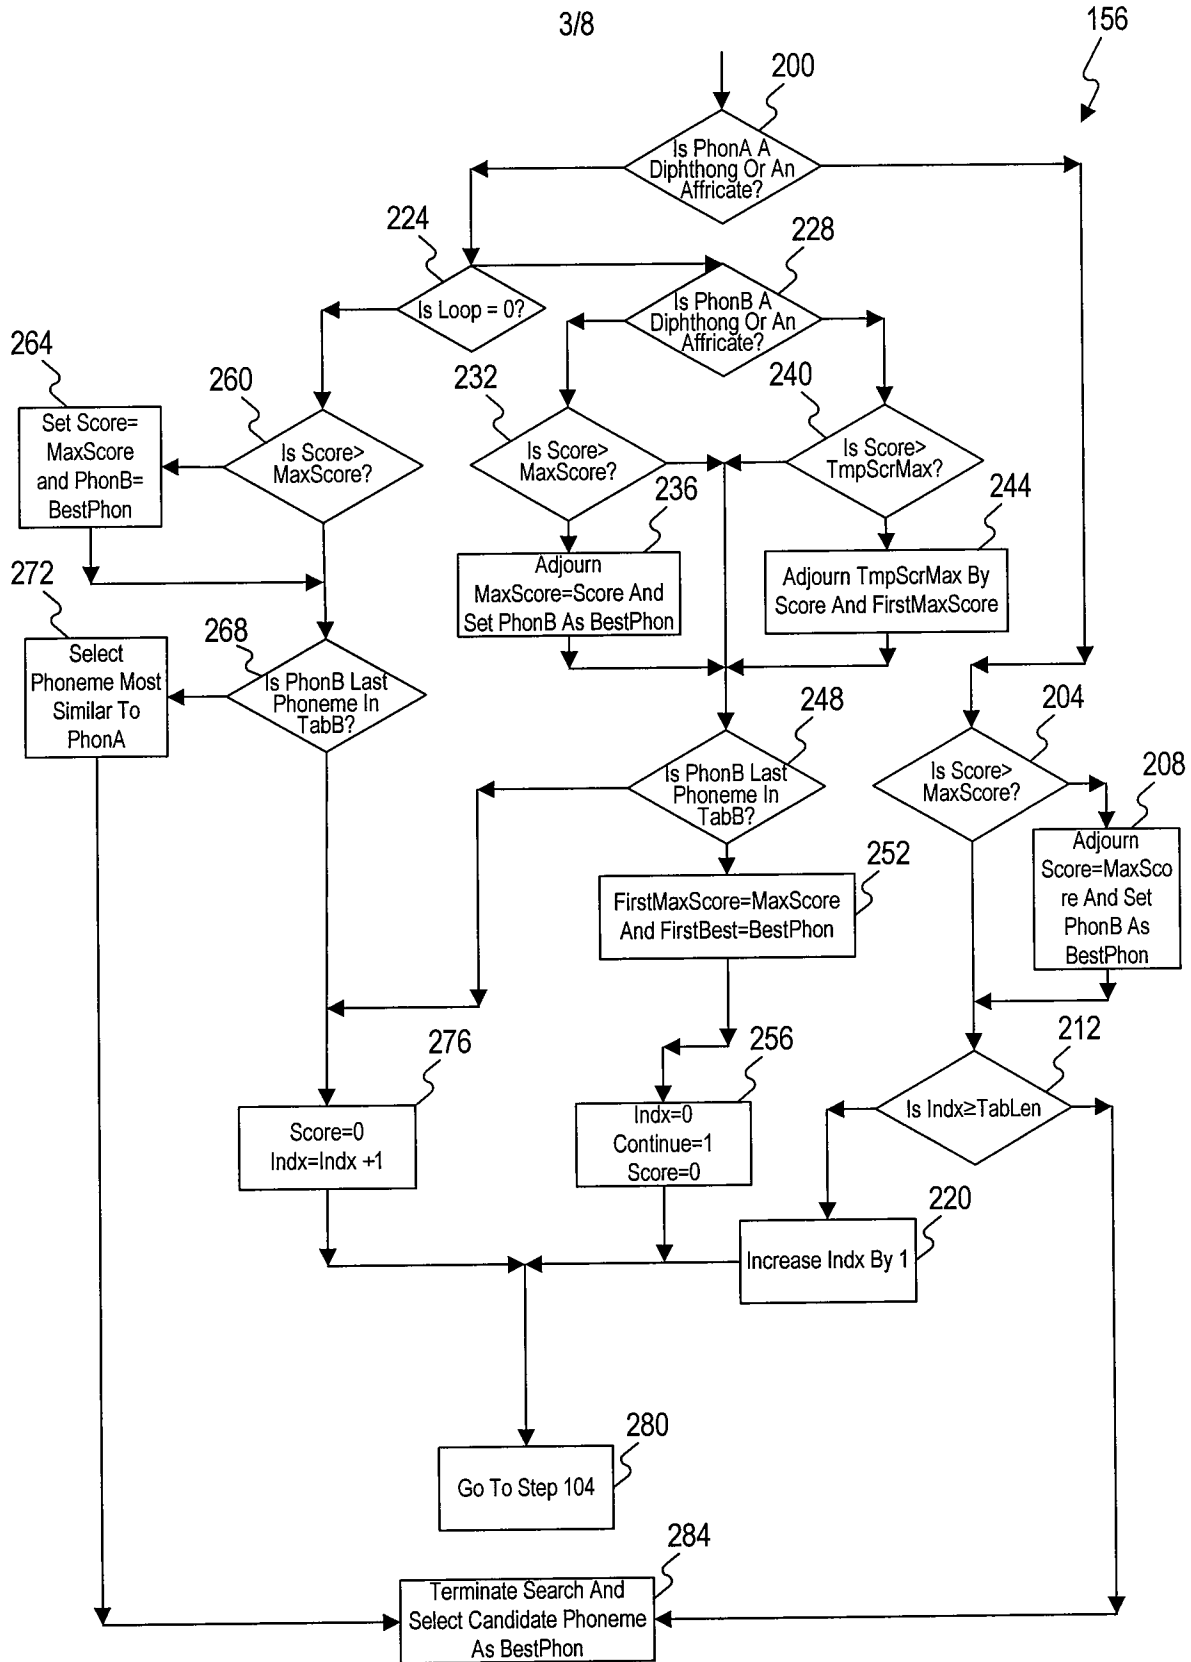 3/8
156
200
Is PhonA A
Diphthong Or An
Affricate?
224
228
Is Loop = 0?
Is PhonB A
Diphthong Or An
Affricate?
264
260
232
240
Set Score=
MaxScore
and PhonB=
BestPhon
Is Score>
MaxScore?
Is Score>
MaxScore?
Is Score>
TmpScrMax?
236
244
Adjourn
MaxScore=Score And
Set PhonB As BestPhon
Adjourn TmpScrMax By
Score And FirstMaxScore
272
268
Select
Phoneme Most
Similar To
PhonA
Is PhonB Last
Phoneme In
TabB?
248
204
208
Is PhonB Last
Phoneme In
TabB?
Is Score>
MaxScore?
Adjourn
Score=MaxSco
re And Set
PhonB As
BestPhon
252
FirstMaxScore=MaxScore
And FirstBest=BestPhon
276
256
212
Score=0
Indx=Indx +1
Indx=0
Continue=1
Score=0
Is Indx≥TabLen
220
Increase Indx By 1
280
Go To Step 104
284
Terminate Search And
Select Candidate Phoneme
As BestPhon